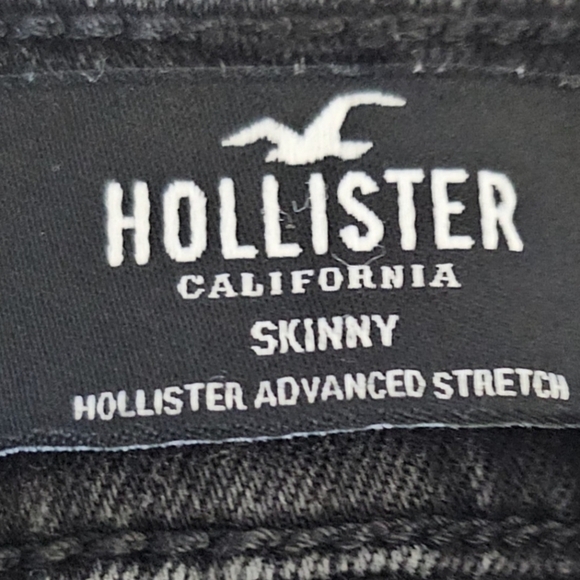 HOLLISTER
CALIFORNIA
SKINNY
HOLLISTER ADVANCED STRETCH